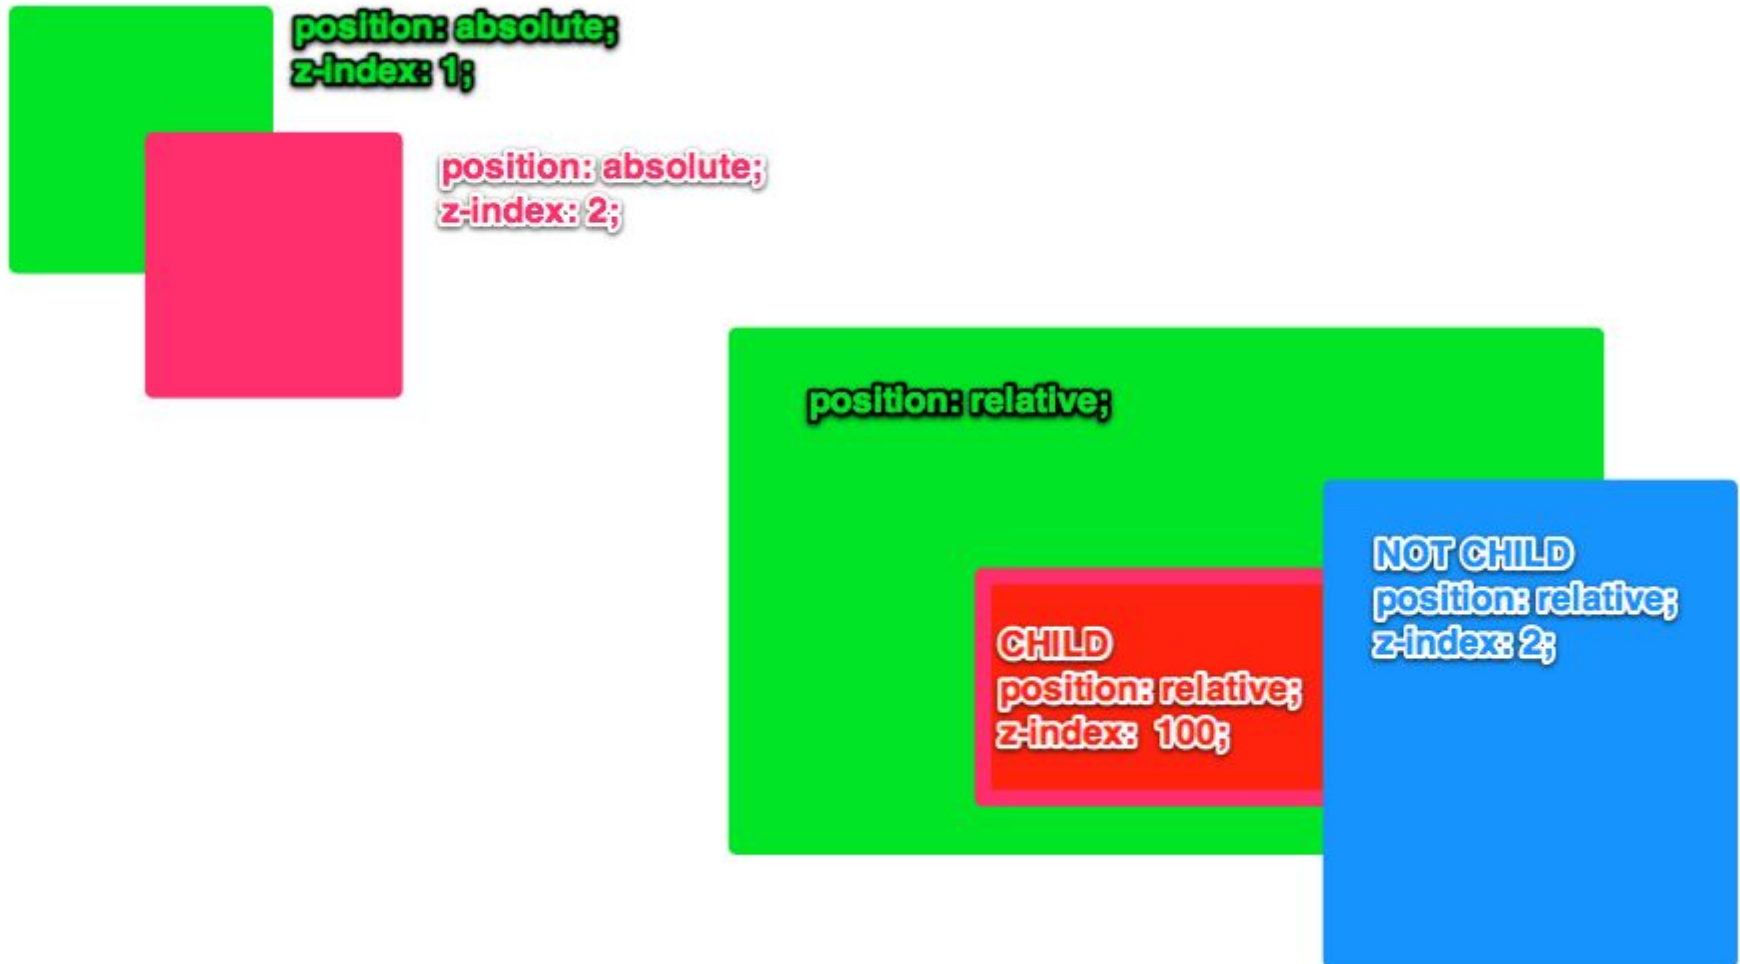 position: absolute;
z-index: 1;
position: absolute;
z-index: 2;
position: relative;
NOT CHILD
position: relative;
z-index: 2;
CHILD
position: relative;
z-index: 100;